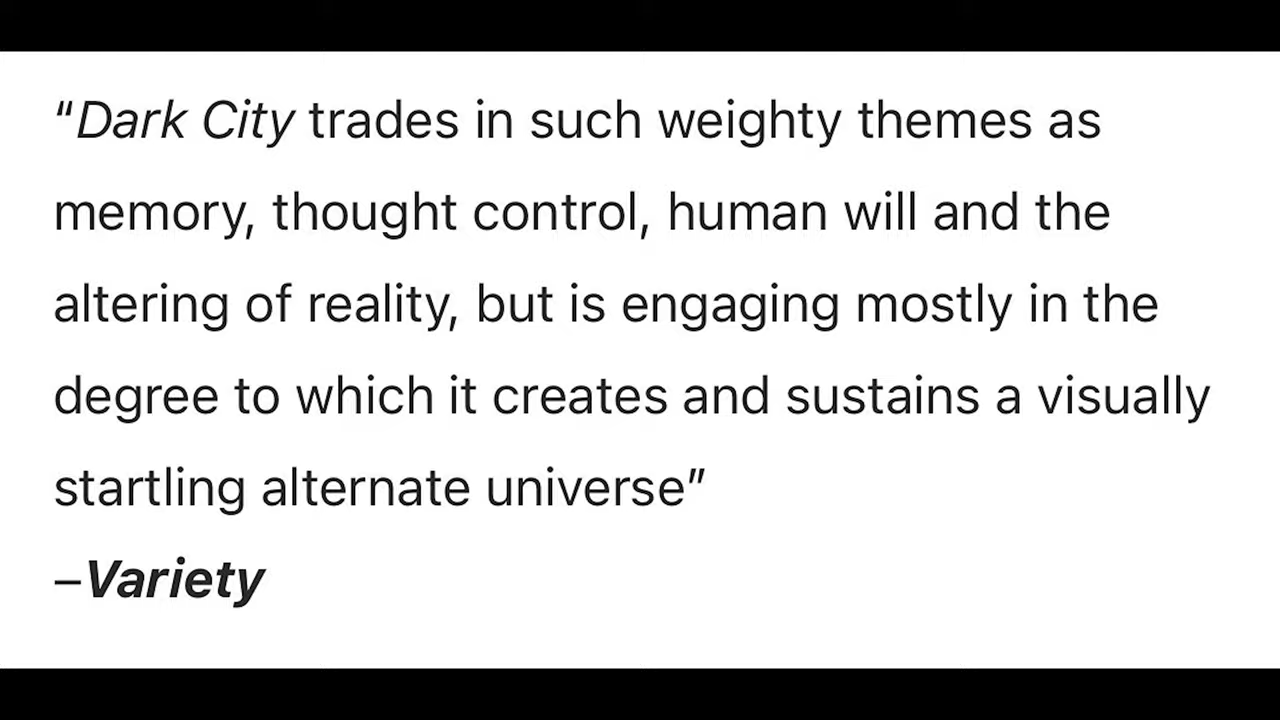 “Dark City trades in such weighty themes as
memory, thought control, human will and the
altering of reality, but is engaging mostly in the
degree to which it creates and sustains a visually
startling alternate universe”
–Variety